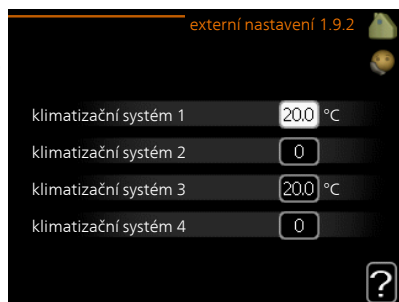 externí nastavení 1.9.2
klimatizační systém 1 20.0 °C
klimatizační systém 2 0
klimatizační systém 3 20.0 °C
klimatizační systém 4 0
?